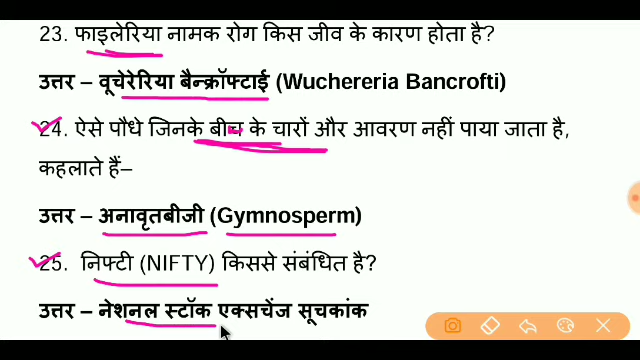 23. फाइलेरिया नामक रोग किस जीव के कारण होता है?
उत्तर – वूचेरेरिया बैन्क्रॉफ्टाई (Wuchereria Bancrofti)
24. ऐसे पौधे जिनके बीच के चारों और आवरण नहीं पाया जाता है,
कहलाते हैं–
उत्तर – अनावृतबीजी (Gymnosperm)
25. निफ्टी (NIFTY) किससे संबंधित है?
उत्तर – नेशनल स्टॉक एक्सचेंज सूचकांक